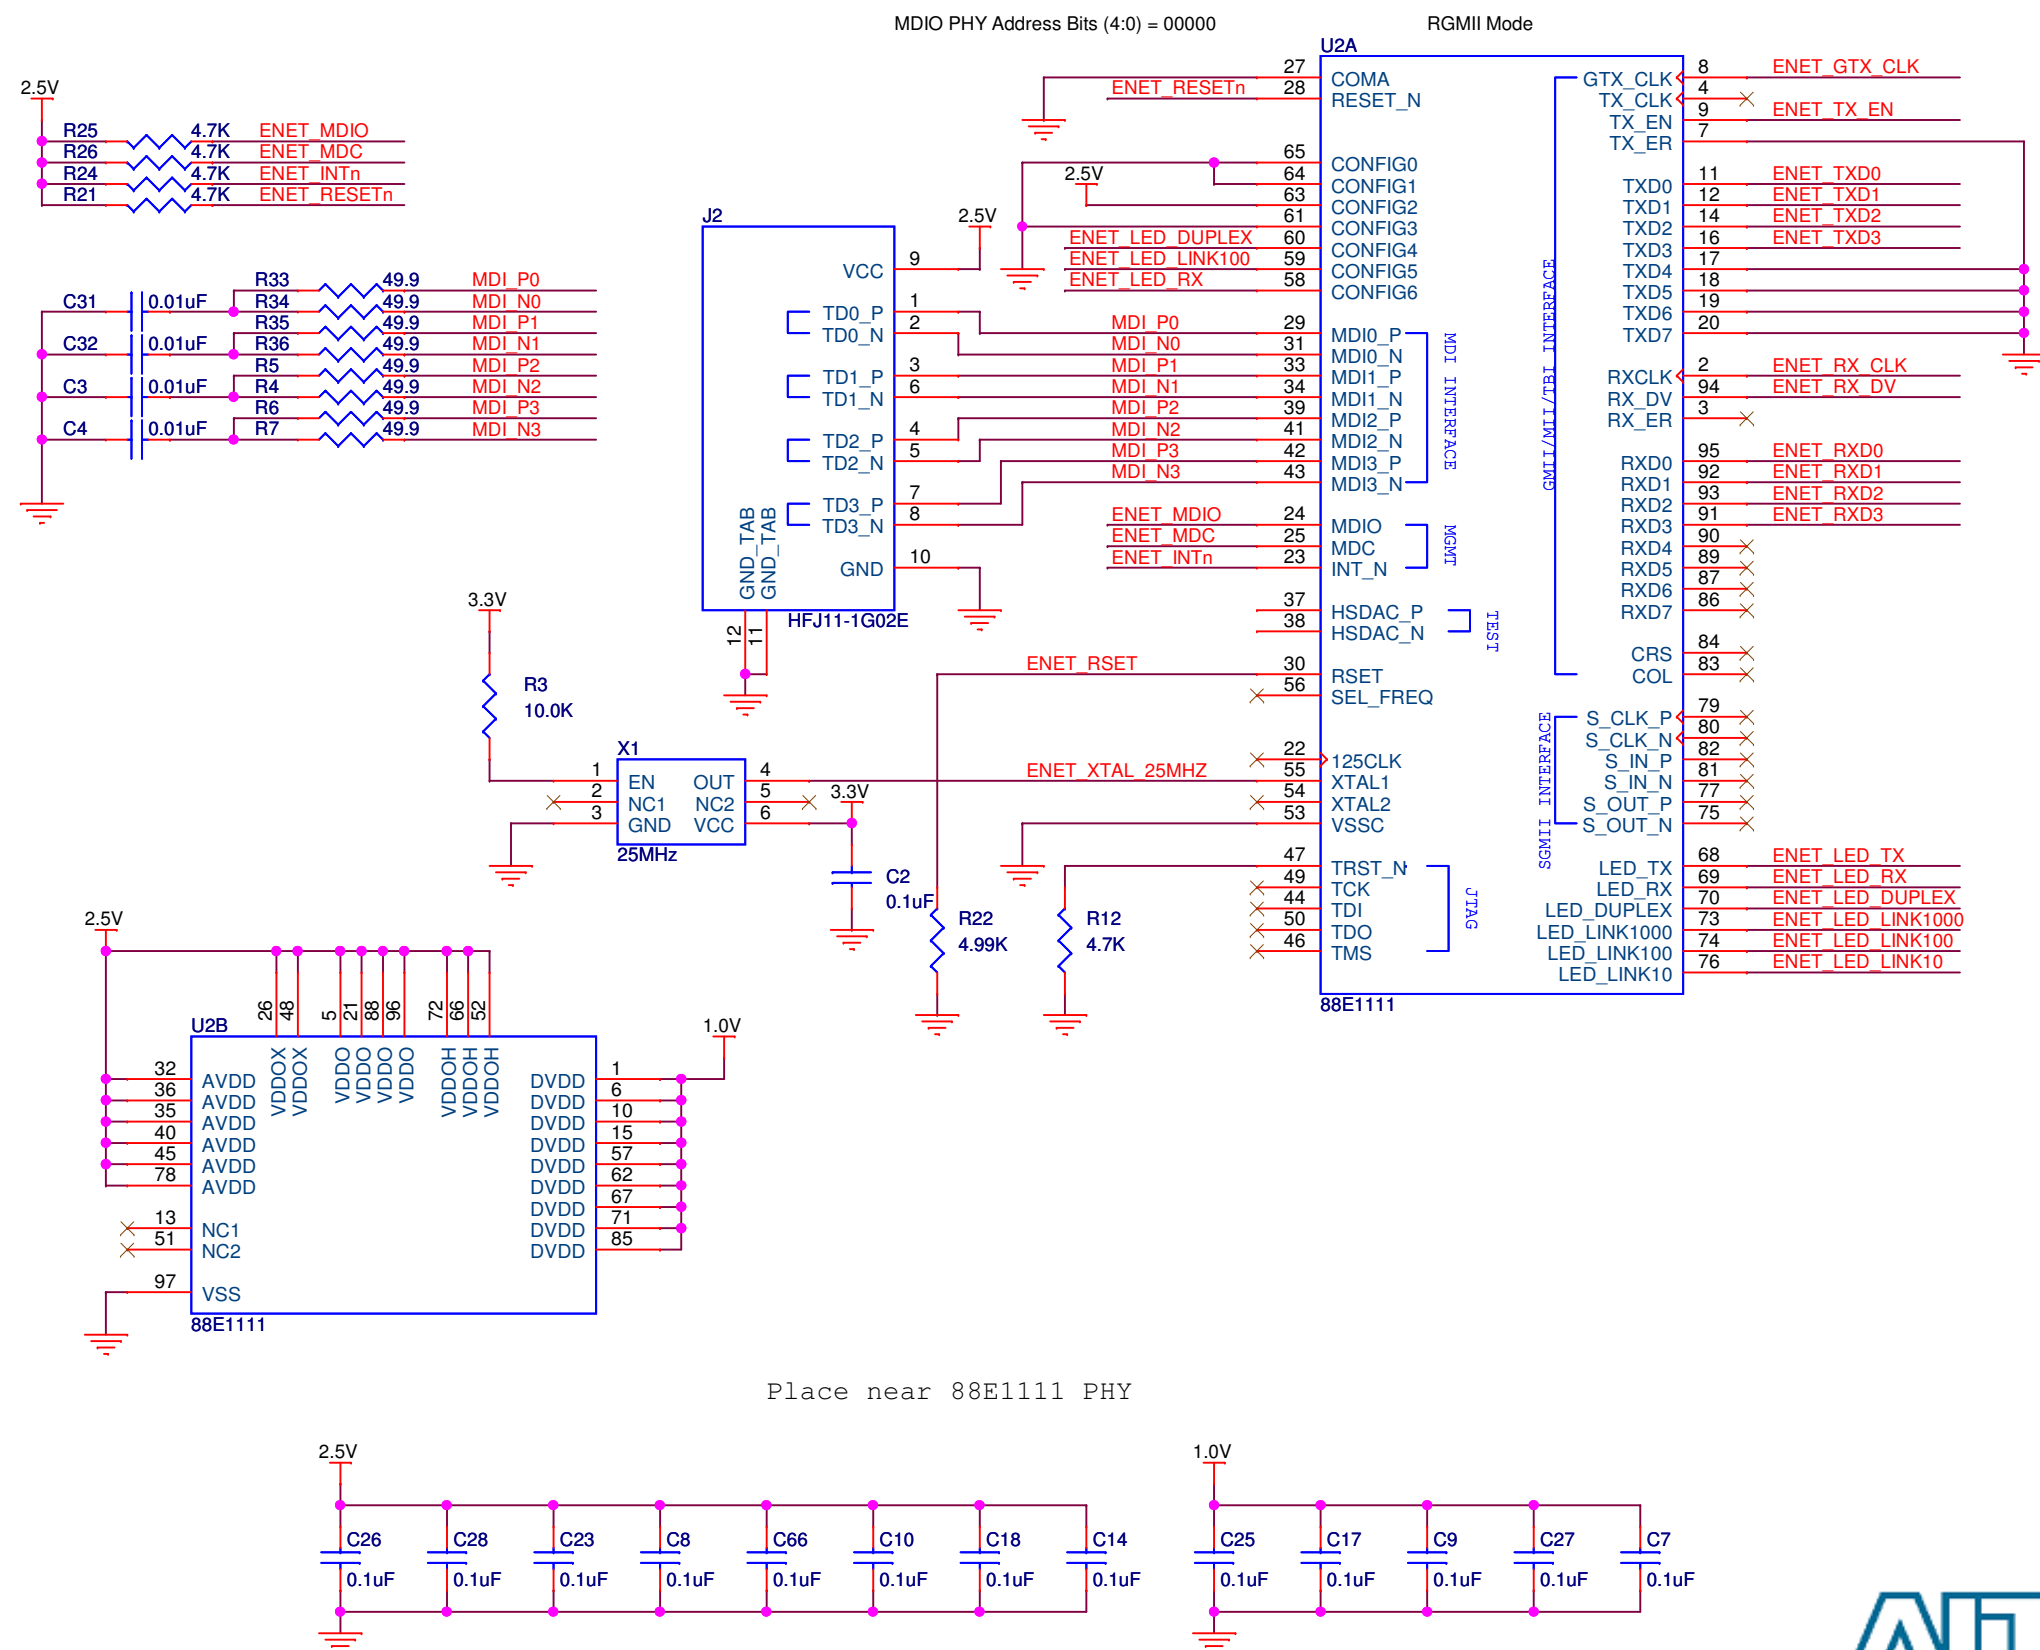 MDIO PHY Address Bits (4:0) = 00000 RGMII Mode
2.5V
R25 4.7K ENET_MDIO
R26 4.7K ENET_MDC
R24 4.7K ENET_INTn
R21 4.7K ENET_RESETn
R33 49.9 MDI_P0
C31 0.01uF R34 49.9 MDI_N0
R35 49.9 MDI_P1
C32 0.01uF R36 49.9 MDI_N1
R5 49.9 MDI_P2
C3 0.01uF R4 49.9 MDI_N2
R6 49.9 MDI_P3
C4 0.01uF R7 49.9 MDI_N3
J2
2.5V
VCC 9
TD0_P 1
TD0_N 2
TD1_P 3
TD1_N 6
TD2_P 4
TD2_N 5
TD3_P 7
TD3_N 8
GND 10
GND_TAB 12
GND_TAB 11
HFJ11-1G02E
U2A
27 COMA
ENET_RESETn 28 RESET_N
65 CONFIG0
64 CONFIG1
2.5V 63 CONFIG2
61 CONFIG3
ENET_LED_DUPLEX 60 CONFIG4
ENET_LED_LINK100 59 CONFIG5
ENET_LED_RX 58 CONFIG6
MDI_P0 29 MDI0_P
MDI_N0 31 MDI0_N
MDI_P1 33 MDI1_P
MDI_N1 34 MDI1_N
MDI_P2 39 MDI2_P
MDI_N2 41 MDI2_N
MDI_P3 42 MDI3_P
MDI_N3 43 MDI3_N
MDI INTERFACE
ENET_MDIO 24 MDIO
ENET_MDC 25 MDC
ENET_INTn 23 INT_N
MGMT
37 HSDAC_P
38 HSDAC_N
TEST
ENET_RSET 30 RSET
56 SEL_FREQ
22 125CLK
ENET_XTAL_25MHZ 55 XTAL1
54 XTAL2
53 VSSC
47 TRST_N
49 TCK
44 TDI
50 TDO
46 TMS
JTAG
88E1111
GMII/MII/TBI INTERFACE
GTX_CLK 8 ENET_GTX_CLK
TX_CLK 4
TX_EN 9 ENET_TX_EN
TX_ER 7
TXD0 11 ENET_TXD0
TXD1 12 ENET_TXD1
TXD2 14 ENET_TXD2
TXD3 16 ENET_TXD3
TXD4 17
TXD5 18
TXD6 19
TXD7 20
RXCLK 2 ENET_RX_CLK
RX_DV 94 ENET_RX_DV
RX_ER 3
RXD0 95 ENET_RXD0
RXD1 92 ENET_RXD1
RXD2 93 ENET_RXD2
RXD3 91 ENET_RXD3
RXD4 90
RXD5 89
RXD6 87
RXD7 86
CRS 84
COL 83
SGMII INTERFACE
S_CLK_P 79
S_CLK_N 80
S_IN_P 82
S_IN_N 81
S_OUT_P 77
S_OUT_N 75
LED_TX 68 ENET_LED_TX
LED_RX 69 ENET_LED_RX
LED_DUPLEX 70 ENET_LED_DUPLEX
LED_LINK1000 73 ENET_LED_LINK1000
LED_LINK100 74 ENET_LED_LINK100
LED_LINK10 76 ENET_LED_LINK10
3.3V
R3
10.0K
X1
1 EN OUT 4
2 NC1 NC2 5
3 GND VCC 6
25MHz
3.3V
C2
0.1uF
R22
4.99K
R12
4.7K
2.5V
26 48 5 21 88 96 72 66 52
U2B
1.0V
VDDOX VDDOX VDDO VDDO VDDO VDDO VDDOH VDDOH VDDOH
32 AVDD DVDD 1
36 AVDD DVDD 6
35 AVDD DVDD 10
40 AVDD DVDD 15
45 AVDD DVDD 57
78 AVDD DVDD 62
DVDD 67
13 NC1 DVDD 71
51 NC2 DVDD 85
97 VSS
88E1111
Place near 88E1111 PHY
2.5V 1.0V
C26 C28 C23 C8 C66 C10 C18 C14 C25 C17 C9 C27 C7
0.1uF 0.1uF 0.1uF 0.1uF 0.1uF 0.1uF 0.1uF 0.1uF 0.1uF 0.1uF 0.1uF 0.1uF 0.1uF